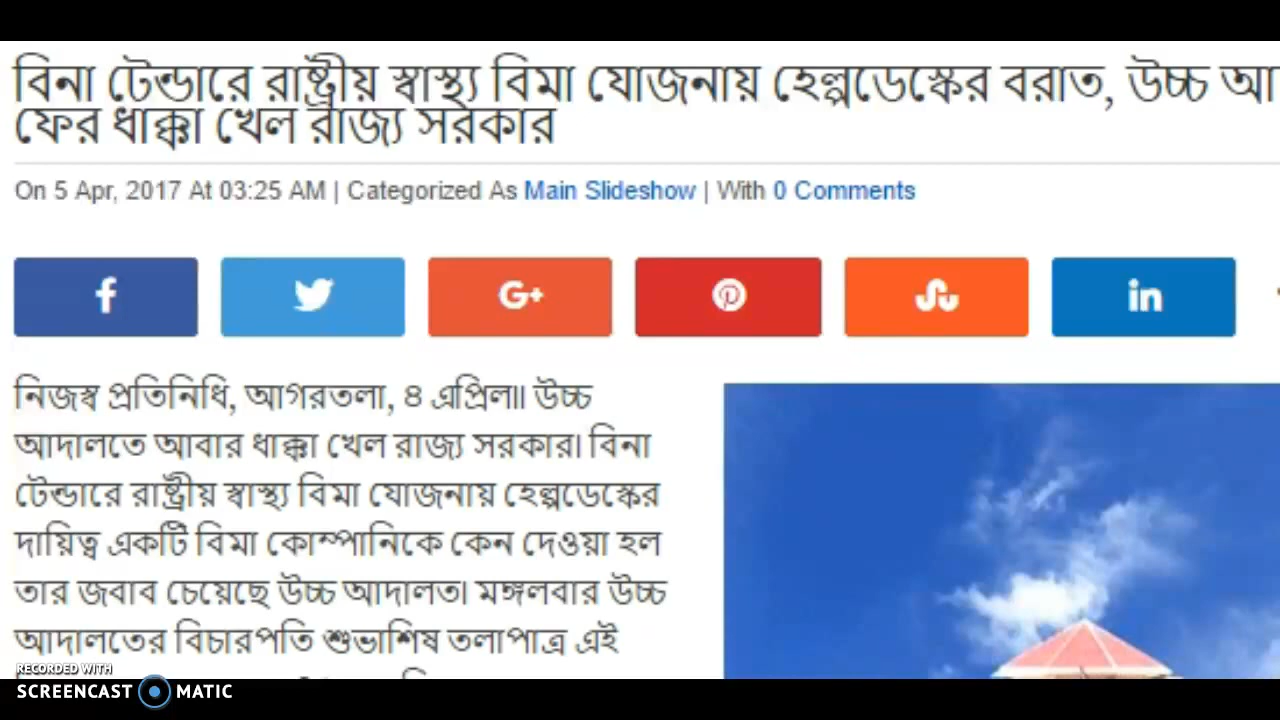 বিনা টেন্ডারে রাষ্ট্রীয় স্বাস্থ্য বিমা যোজনায় হেল্পডেস্কের বরাত, উচ্চ আ
ফের ধাক্কা খেল রাজ্য সরকার
On 5 Apr, 2017 At 03:25 AM | Categorized As Main Slideshow | With 0 Comments
নিজস্ব প্রতিনিধি, আগরতলা, ৪ এপ্রিল৷৷ উচ্চ
আদালতে আবার ধাক্কা খেল রাজ্য সরকার৷ বিনা
টেন্ডারে রাষ্ট্রীয় স্বাস্থ্য বিমা যোজনায় হেল্পডেস্কের
দায়িত্ব একটি বিমা কোম্পানিকে কেন দেওয়া হল
তার জবাব চেয়েছে উচ্চ আদালত৷ মঙ্গলবার উচ্চ
আদালতের বিচারপতি শুভাশিষ তলাপাত্র এই
RECORDED WITH
SCREENCAST MATIC